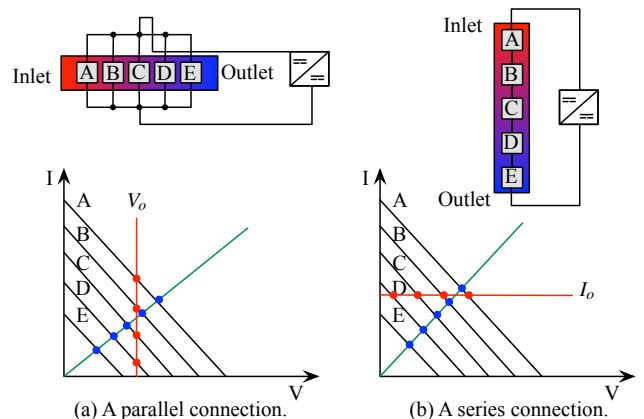 Inlet
A B C D E
Outlet
I
V_o
A
B
C
D
E
V
(a) A parallel connection.
Inlet
A
B
C
D
E
Outlet
I
A
B
C
D
E
I_o
V
(b) A series connection.